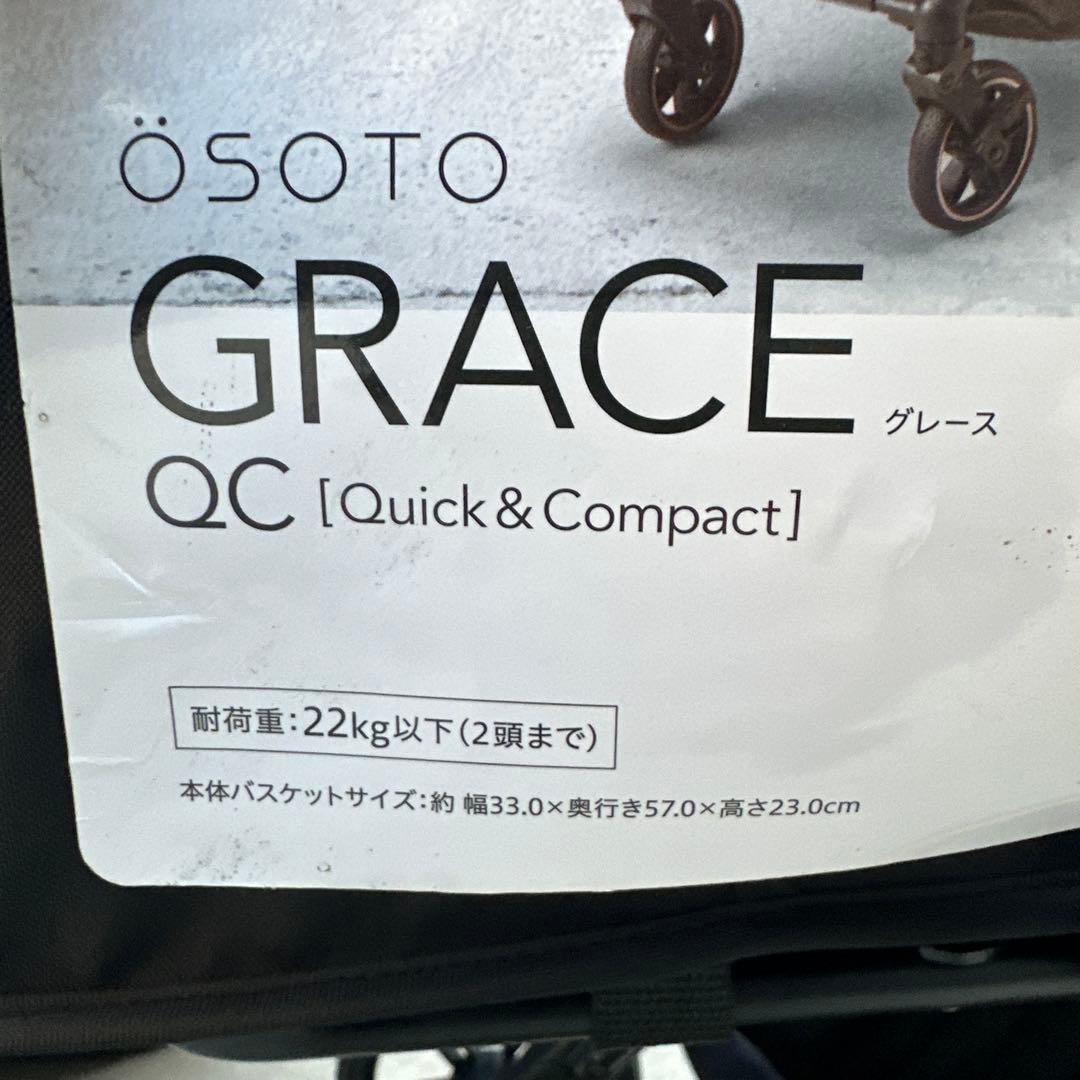 ÖSOTO
GRACE グレース
QC [Quick & Compact]
耐荷重：22kg以下（2頭まで）
本体バスケットサイズ：約 幅33.0×奥行き57.0×高さ23.0cm